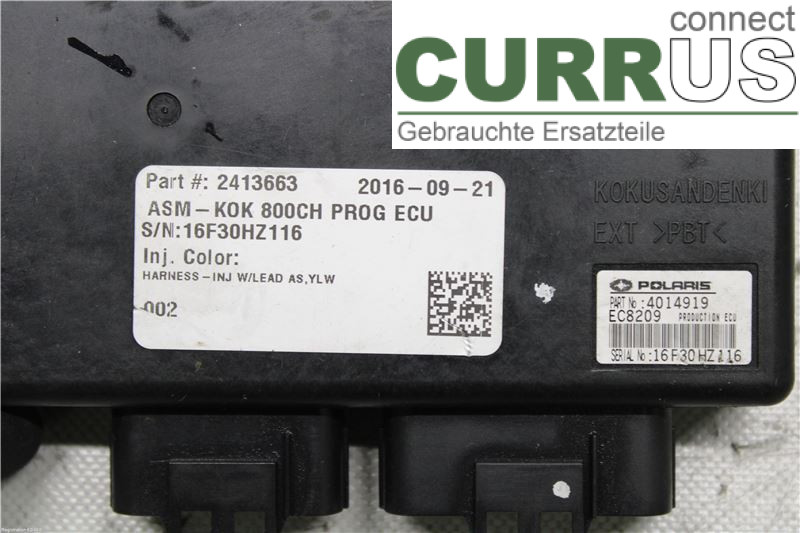 connect
CURRUS
Gebrauchte Ersatzteile
Part #: 2413663 2016-09-21
ASM-KOK 800CH PROG ECU
S/N:16F30HZ116
Inj. Color:
HARNESS-INJ W/LEAD AS,YLW
002
KOKUSANDENKI
EXT >PBT<
POLARIS
PART No:4014919
EC8209 PRODUCTION ECU
SERIAL No:16F30HZ116